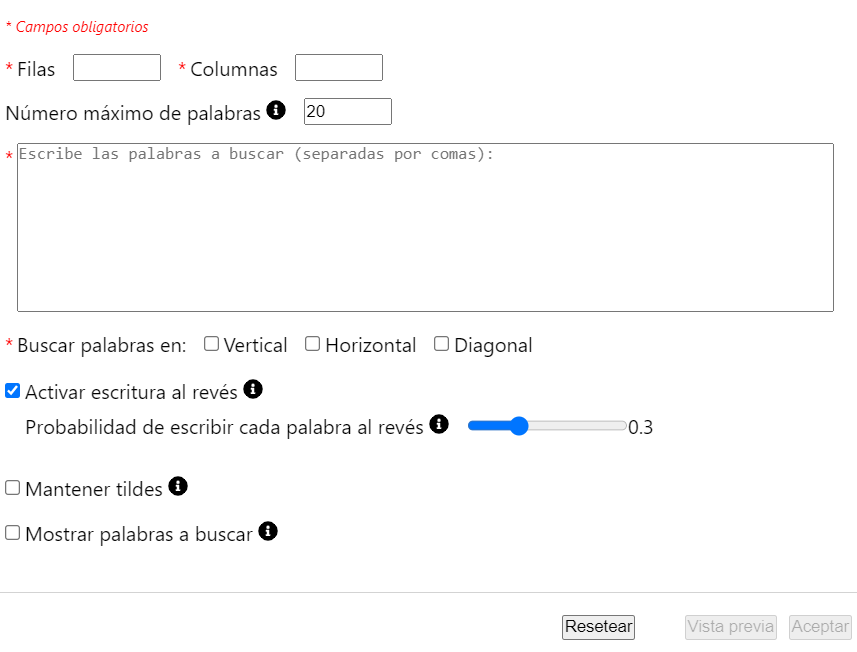 * Campos obligatorios
* Filas * Columnas
Número máximo de palabras 20
* Escribe las palabras a buscar (separadas por comas):
* Buscar palabras en: Vertical Horizontal Diagonal
Activar escritura al revés
Probabilidad de escribir cada palabra al revés 0.3
Mantener tildes
Mostrar palabras a buscar
Resetear Vista previa Aceptar